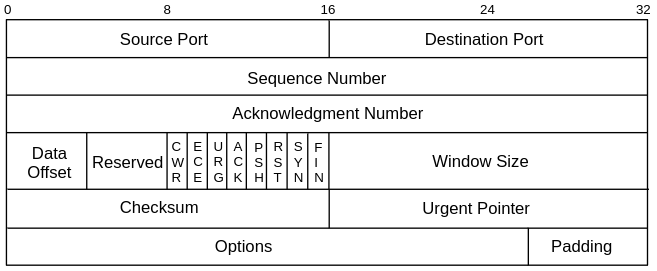 0 8 16 24 32
Source Port Destination Port
Sequence Number
Acknowledgment Number
Data Offset Reserved CWR ECE URG ACK PSH RST SYN FIN Window Size
Checksum Urgent Pointer
Options Padding